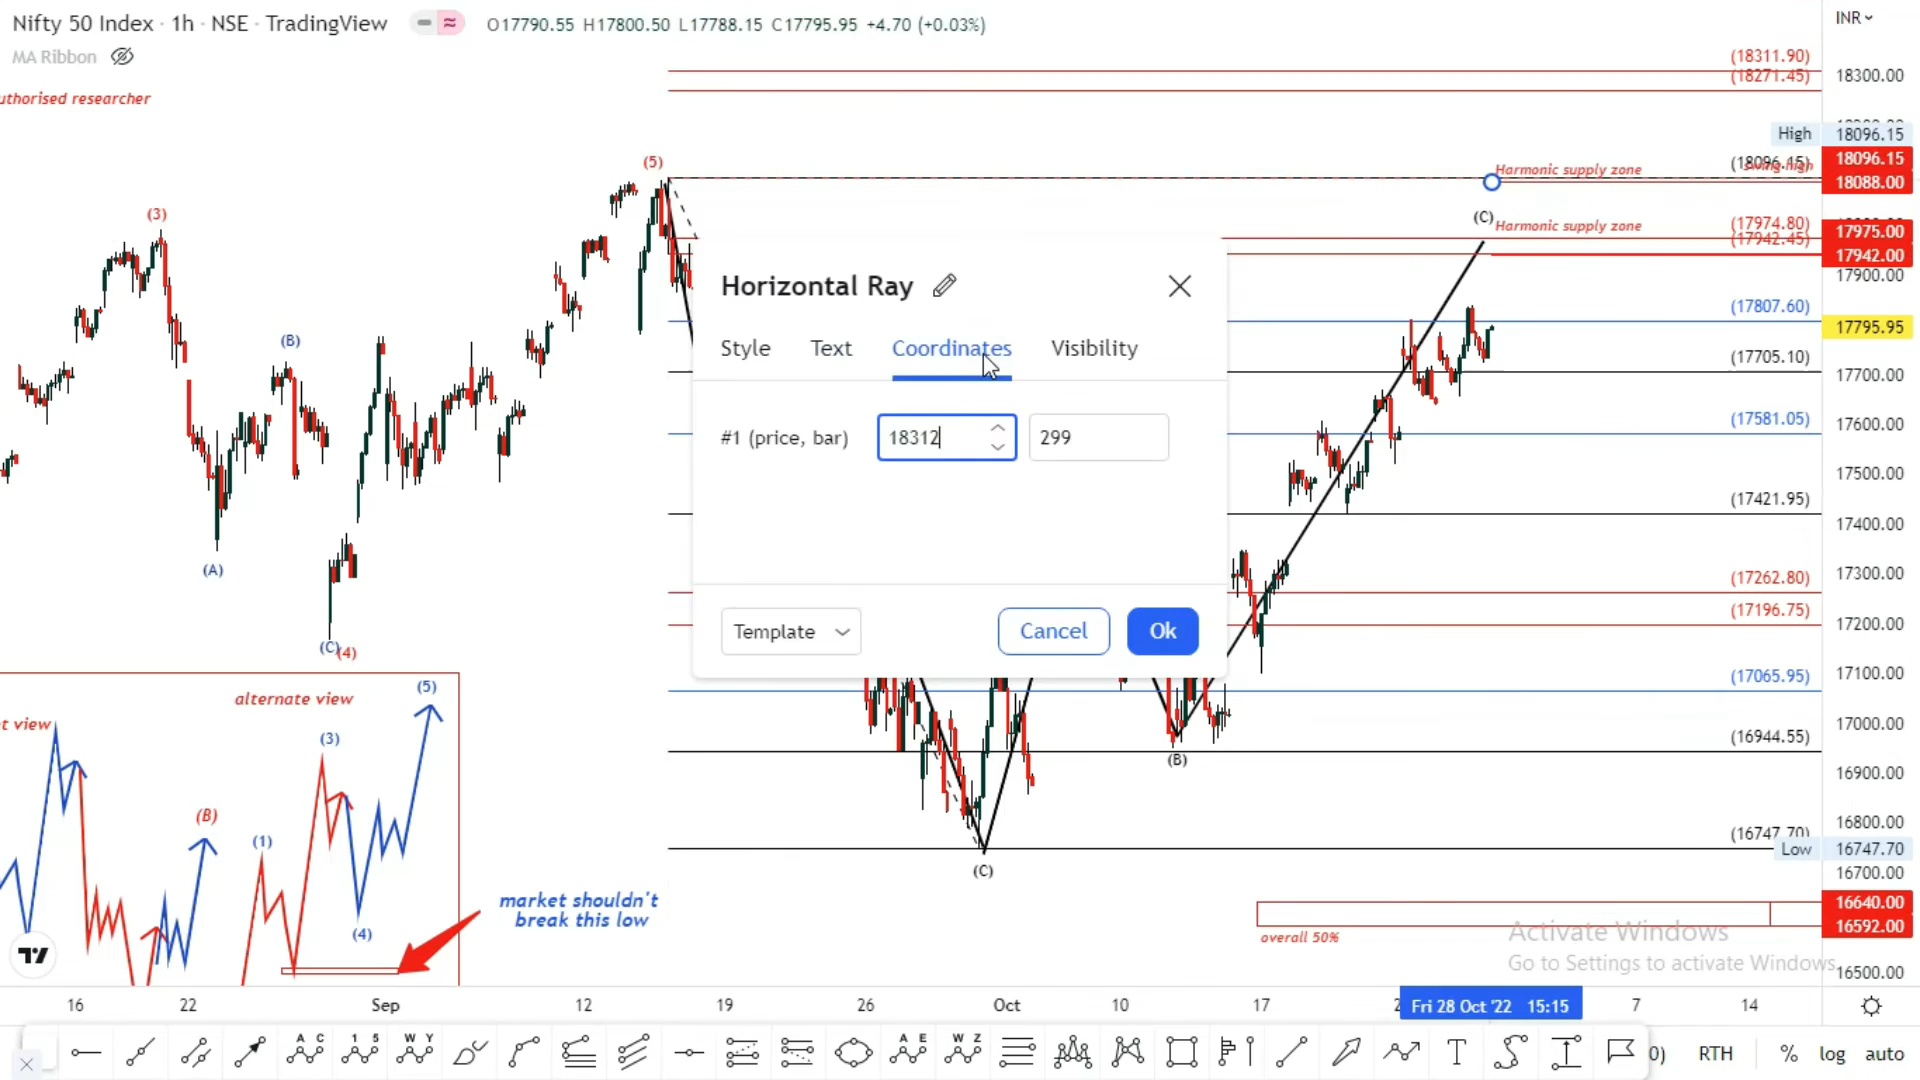 Nifty 50 Index · 1h · NSE · TradingView O17790.55 H17800.50 L17788.15 C17795.95 +4.70 (+0.03%) INR
MA Ribbon
uthorised researcher
(18311.90)
(18271.45)
18300.00
High 18096.15
(18096.15)
18096.15
Harmonic supply zone
18088.00
(5)
(3)
(C)
Harmonic supply zone
(17974.80)
17975.00
(17942.45)
17942.00
17900.00
(17807.60)
17795.95
(17705.10)
17700.00
17600.00
(17581.05)
(17421.95)
17500.00
17400.00
17300.00
(17262.80)
(17196.75)
17200.00
17100.00
(17065.95)
17000.00
(16944.55)
16900.00
16800.00
(16747.70)
Low 16747.70
16700.00
16640.00
16592.00
16500.00
Horizontal Ray
Style Text Coordinates Visibility
#1 (price, bar) 18312 299
Template Cancel Ok
(B)
(A)
(C)
(4)
(B)
(C)
alternate view
t view
(5)
(3)
(B)
(1)
(4)
market shouldn't
break this low
overall 50%
Activate Windows
Go to Settings to activate Windows.
16 22 Sep 12 19 26 Oct 10 17 2 Fri 28 Oct '22 15:15 7 14
A C 1 5 W Y A E W Z T RTH % log auto